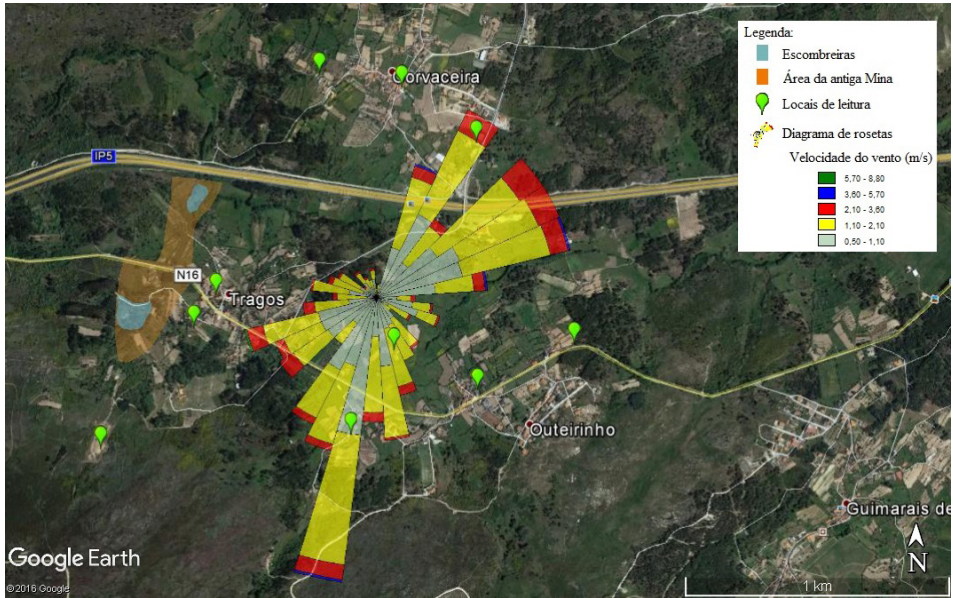 Legenda:
Escombreiras
Área da antiga Mina
Locais de leitura
Diagrama de rosetas
Velocidade do vento (m/s)
5,70 - 8,80
3,60 - 5,70
2,10 - 3,60
1,10 - 2,10
0,50 - 1,10
Corvaceira
IP5
N16
Tragos
Outeirinho
Guimarais de
N
Google Earth
©2016 Google
1 km